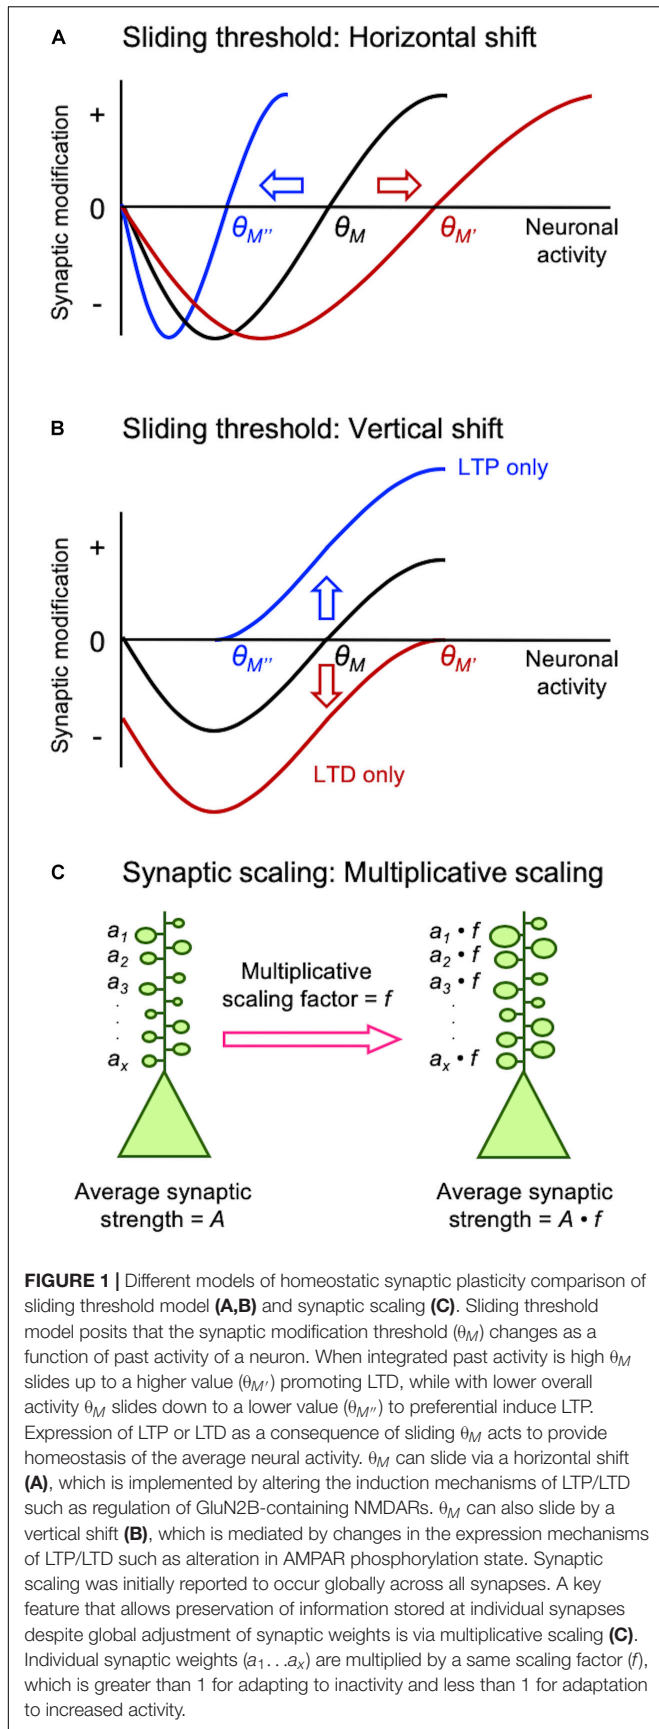 A Sliding threshold: Horizontal shift
Synaptic modification
+
0
-
θM''
θM
θM'
Neuronal
activity
B Sliding threshold: Vertical shift
LTP only
Synaptic modification
+
0
-
θM''
θM
θM'
Neuronal
activity
LTD only
C Synaptic scaling: Multiplicative scaling
a1
a2
a3
.
.
.
ax
Multiplicative
scaling factor = f
a1 • f
a2 • f
a3 • f
.
.
.
ax • f
Average synaptic
strength = A
Average synaptic
strength = A • f
FIGURE 1 | Different models of homeostatic synaptic plasticity comparison of
sliding threshold model (A,B) and synaptic scaling (C). Sliding threshold
model posits that the synaptic modification threshold (θM) changes as a
function of past activity of a neuron. When integrated past activity is high θM
slides up to a higher value (θM') promoting LTD, while with lower overall
activity θM slides down to a lower value (θM'') to preferential induce LTP.
Expression of LTP or LTD as a consequence of sliding θM acts to provide
homeostasis of the average neural activity. θM can slide via a horizontal shift
(A), which is implemented by altering the induction mechanisms of LTP/LTD
such as regulation of GluN2B-containing NMDARs. θM can also slide by a
vertical shift (B), which is mediated by changes in the expression mechanisms
of LTP/LTD such as alteration in AMPAR phosphorylation state. Synaptic
scaling was initially reported to occur globally across all synapses. A key
feature that allows preservation of information stored at individual synapses
despite global adjustment of synaptic weights is via multiplicative scaling (C).
Individual synaptic weights (a1...ax) are multiplied by a same scaling factor (f),
which is greater than 1 for adapting to inactivity and less than 1 for adaptation
to increased activity.